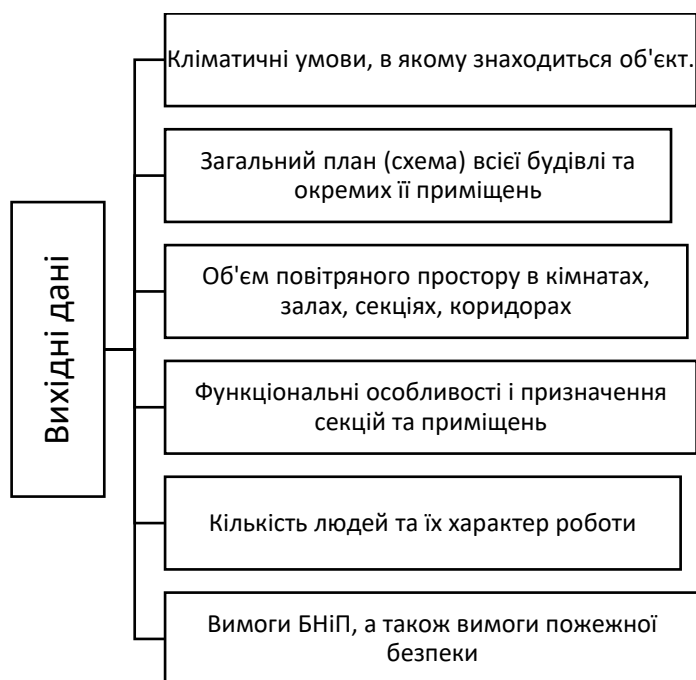 Вихідні дані
Кліматичні умови, в якому знаходиться об'єкт.
Загальний план (схема) всієї будівлі та
окремих її приміщень
Об'єм повітряного простору в кімнатах,
залах, секціях, коридорах
Функціональні особливості і призначення
секцій та приміщень
Кількість людей та їх характер роботи
Вимоги БНіП, а також вимоги пожежної
безпеки